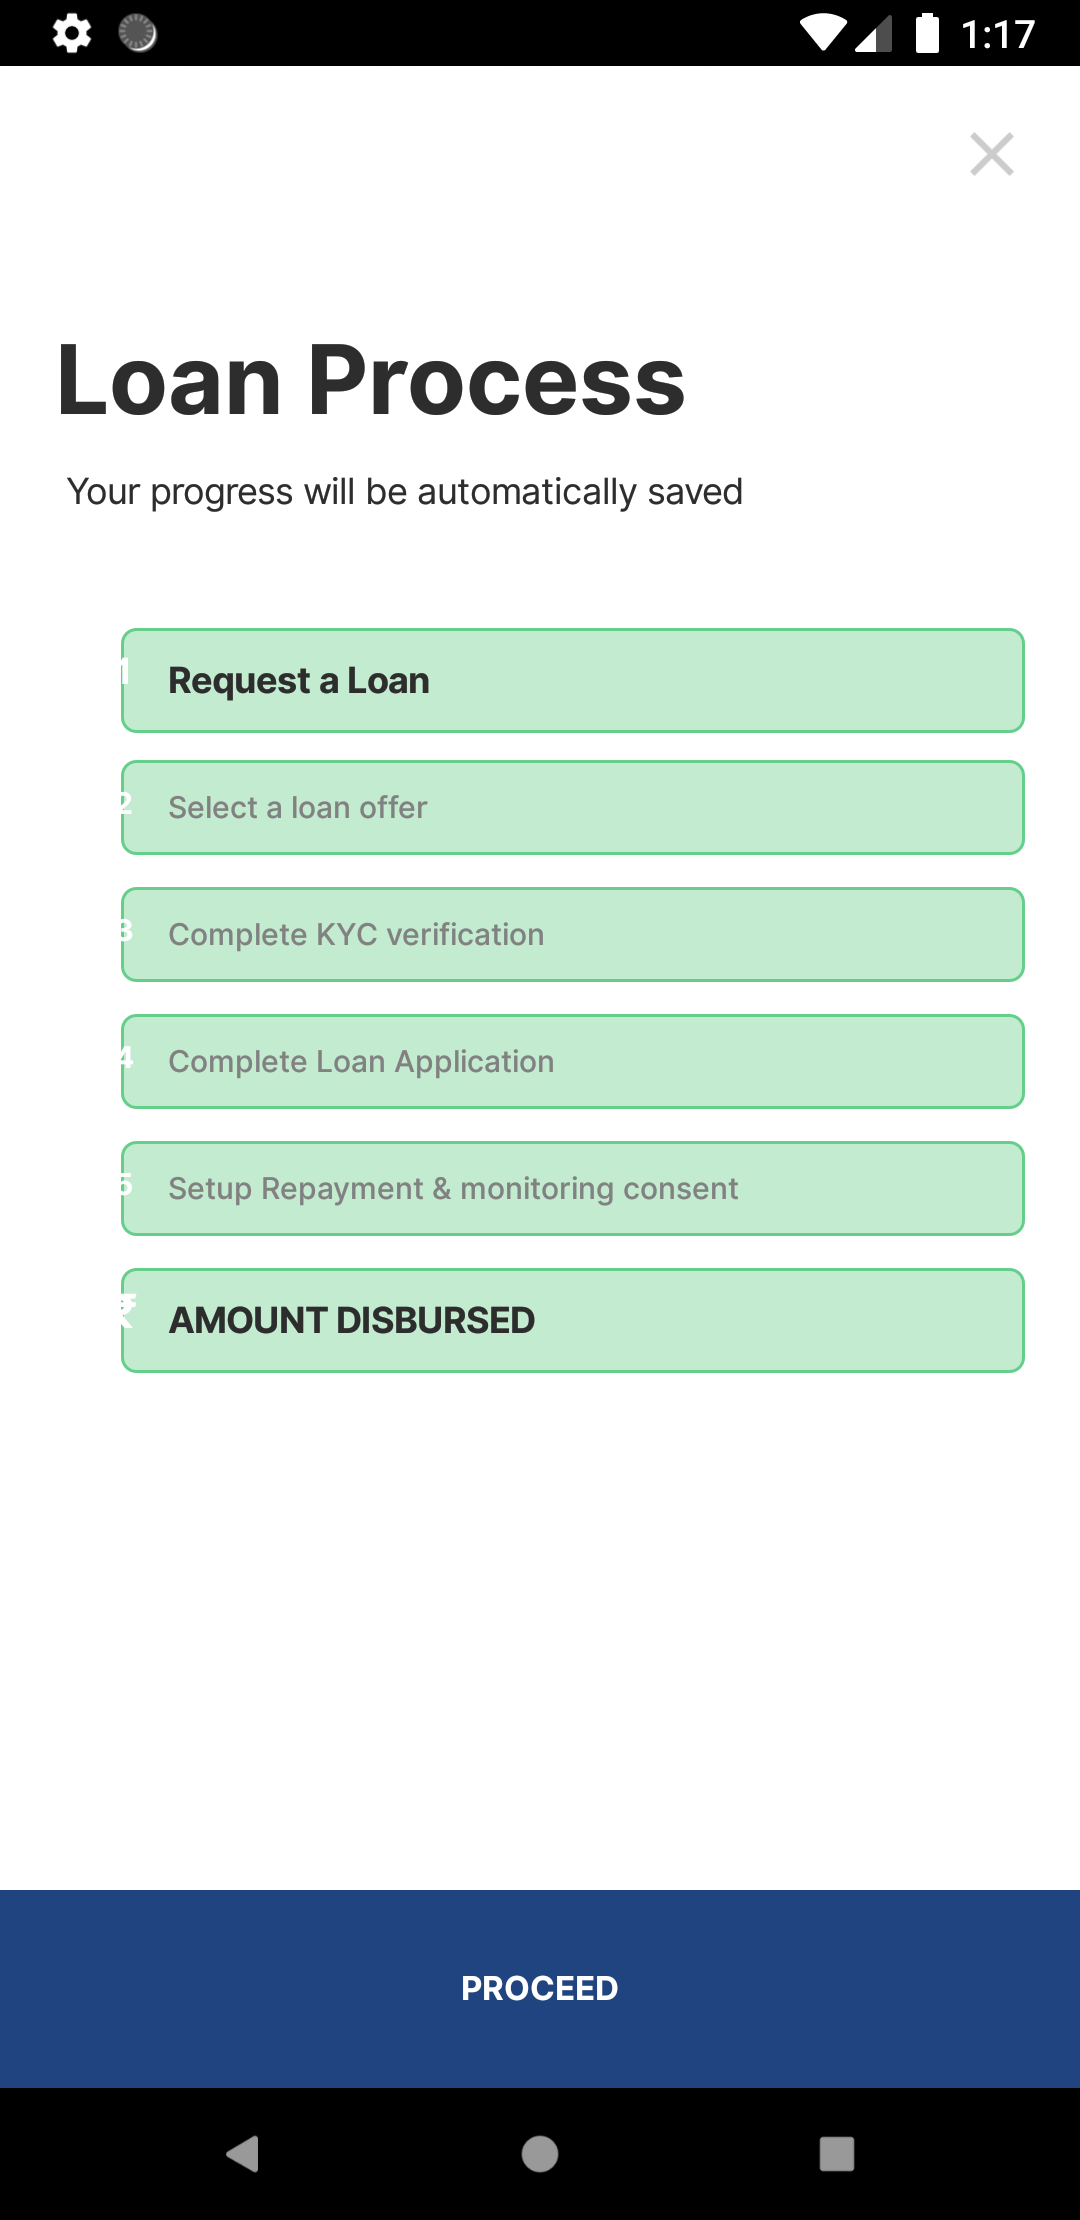 1:17
Loan Process
Your progress will be automatically saved
1 Request a Loan
2 Select a loan offer
3 Complete KYC verification
4 Complete Loan Application
5 Setup Repayment & monitoring consent
₹ AMOUNT DISBURSED
PROCEED